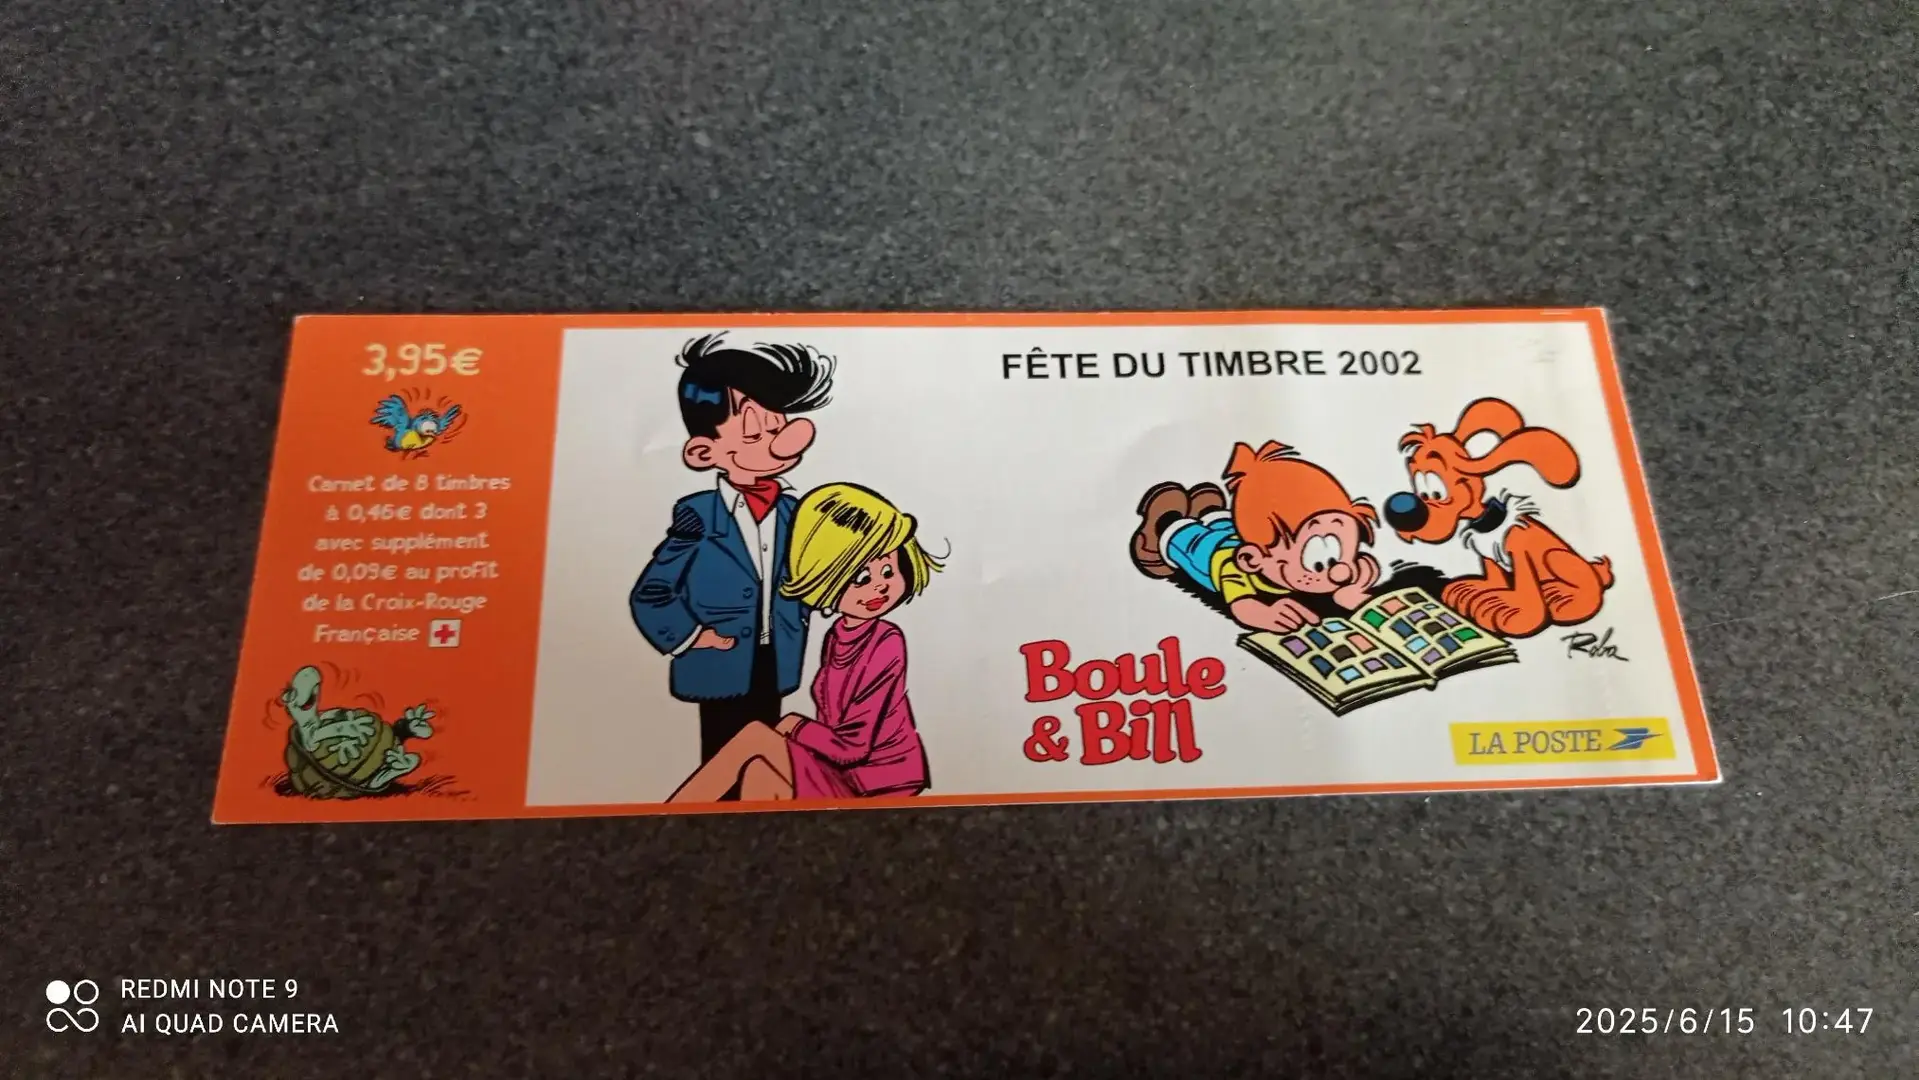 3,95€
Carnet de 8 timbres
à 0,46€ dont 3
avec supplément
de 0,09€ au profit
de la Croix-Rouge
Française
FÊTE DU TIMBRE 2002
Boule
& Bill
Roba
LA POSTE
REDMI NOTE 9
AI QUAD CAMERA
2025/6/15 10:47